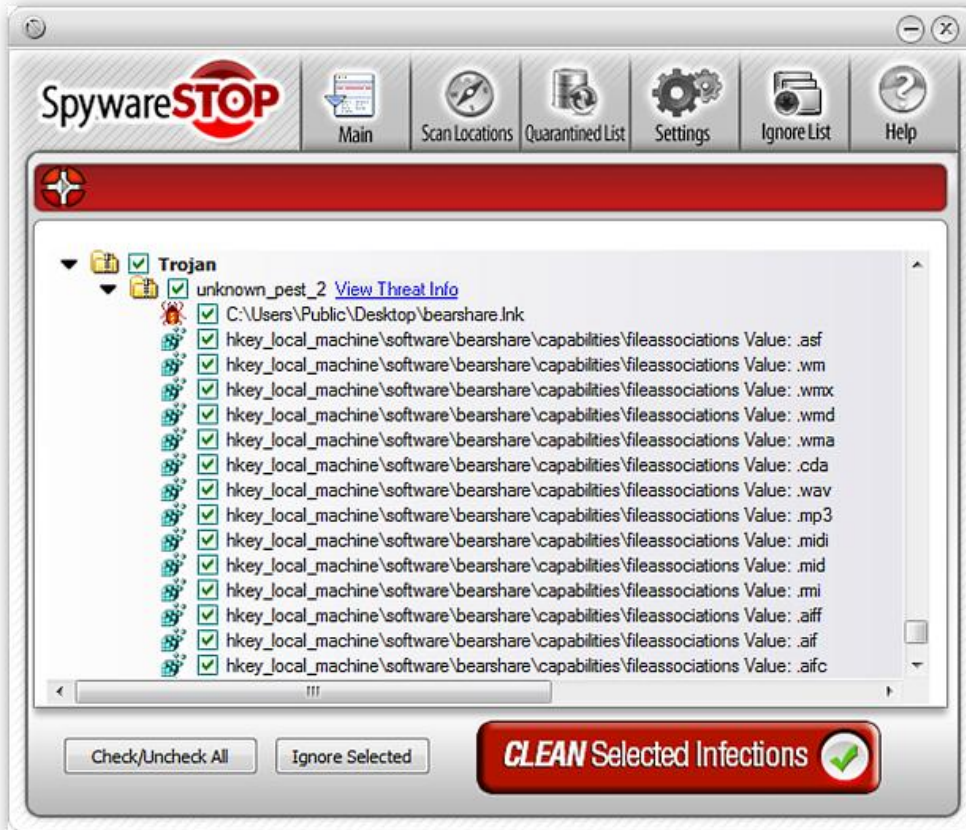 SpywareSTOP
Main
Scan Locations
Quarantined List
Settings
Ignore List
Help
Trojan
unknown_pest_2 View Threat Info
C:\Users\Public\Desktop\bearshare.lnk
hkey_local_machine\software\bearshare\capabilities\fileassociations Value: .asf
hkey_local_machine\software\bearshare\capabilities\fileassociations Value: .wm
hkey_local_machine\software\bearshare\capabilities\fileassociations Value: .wmx
hkey_local_machine\software\bearshare\capabilities\fileassociations Value: .wmd
hkey_local_machine\software\bearshare\capabilities\fileassociations Value: .wma
hkey_local_machine\software\bearshare\capabilities\fileassociations Value: .cda
hkey_local_machine\software\bearshare\capabilities\fileassociations Value: .wav
hkey_local_machine\software\bearshare\capabilities\fileassociations Value: .mp3
hkey_local_machine\software\bearshare\capabilities\fileassociations Value: .midi
hkey_local_machine\software\bearshare\capabilities\fileassociations Value: .mid
hkey_local_machine\software\bearshare\capabilities\fileassociations Value: .rmi
hkey_local_machine\software\bearshare\capabilities\fileassociations Value: .aiff
hkey_local_machine\software\bearshare\capabilities\fileassociations Value: .aif
hkey_local_machine\software\bearshare\capabilities\fileassociations Value: .aifc
Check/Uncheck All
Ignore Selected
CLEAN Selected Infections